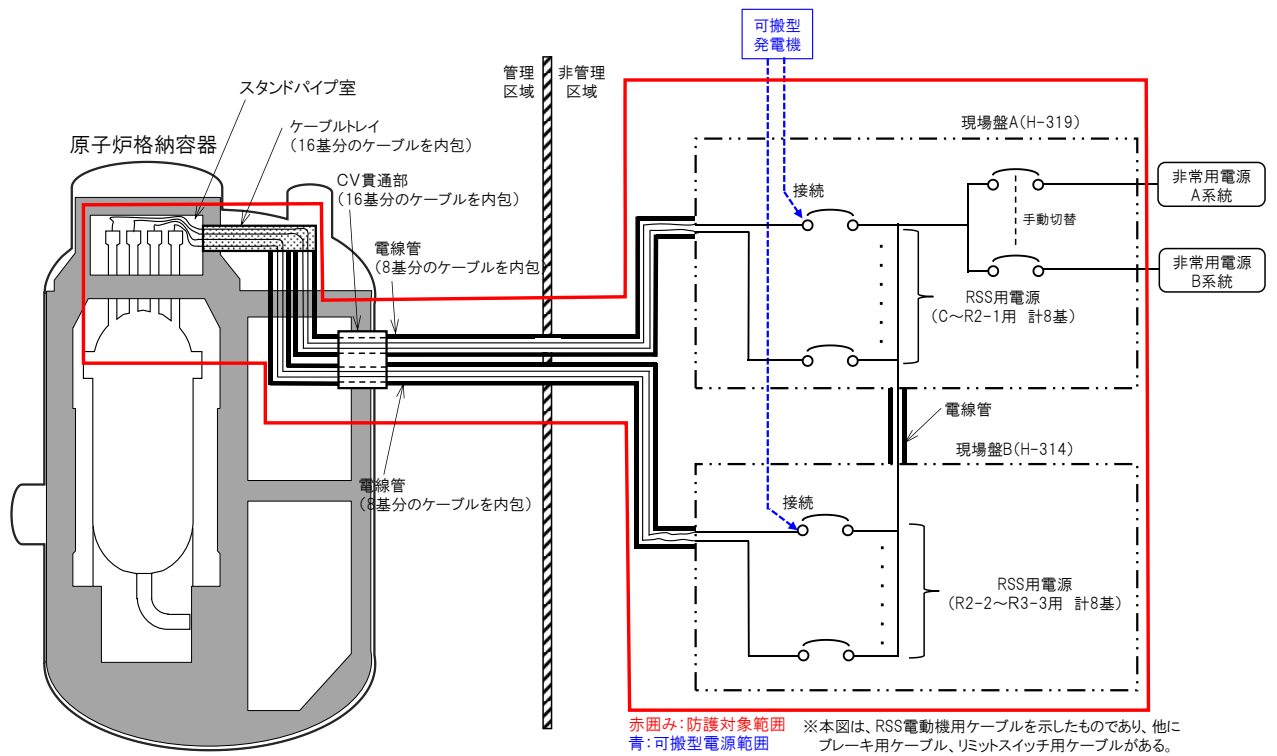 可搬型
発電機
管理
区域
非管理
区域
スタンドパイプ室
ケーブルトレイ
(16基分のケーブルを内包)
原子炉格納容器
CV貫通部
(16基分のケーブルを内包)
電線管
(8基分のケーブルを内包)
電線管
(8基分のケーブルを内包)
現場盤A(H-319)
接続
手動切替
非常用電源
A系統
非常用電源
B系統
RSS用電源
(C～R2-1用 計8基)
電線管
現場盤B(H-314)
接続
RSS用電源
(R2-2～R3-3用 計8基)
赤囲み:防護対象範囲
青:可搬型電源範囲
※本図は、RSS電動機用ケーブルを示したものであり、他に
ブレーキ用ケーブル、リミットスイッチ用ケーブルがある。